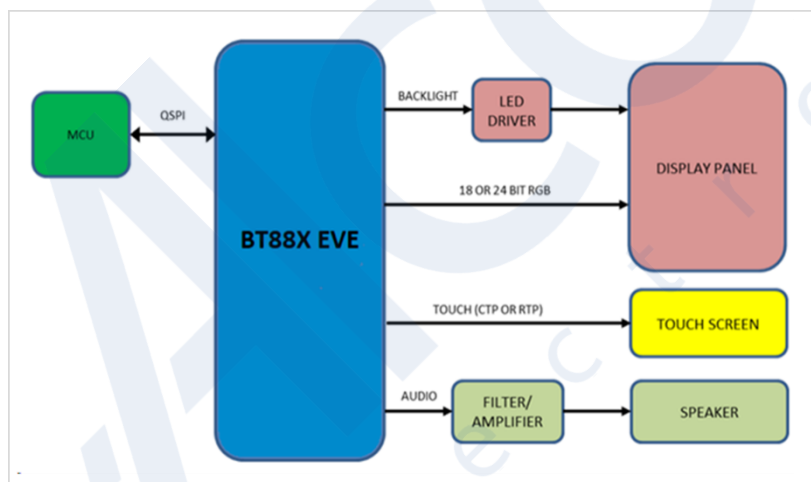 MCU
QSPI
BT88X EVE
BACKLIGHT
LED
DRIVER
DISPLAY PANEL
18 OR 24 BIT RGB
TOUCH (CTP OR RTP)
TOUCH SCREEN
AUDIO
FILTER/
AMPLIFIER
SPEAKER